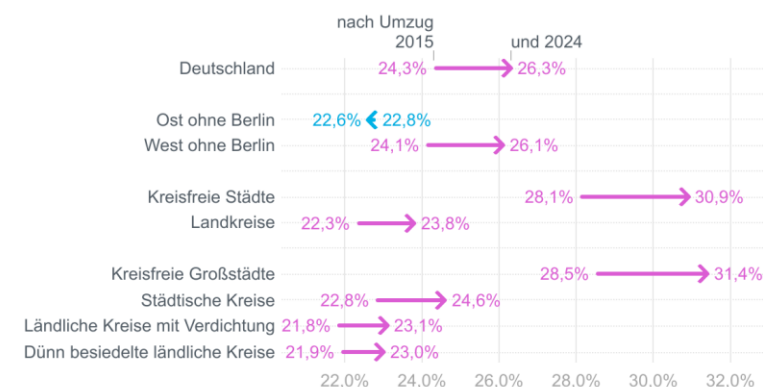 nach Umzug
2015 und 2024
Deutschland 24,3% 26,3%
Ost ohne Berlin 22,6% 22,8%
West ohne Berlin 24,1% 26,1%
Kreisfreie Städte 28,1% 30,9%
Landkreise 22,3% 23,8%
Kreisfreie Großstädte 28,5% 31,4%
Städtische Kreise 22,8% 24,6%
Ländliche Kreise mit Verdichtung 21,8% 23,1%
Dünn besiedelte ländliche Kreise 21,9% 23,0%
22.0% 24.0% 26.0% 28.0% 30.0% 32.0%